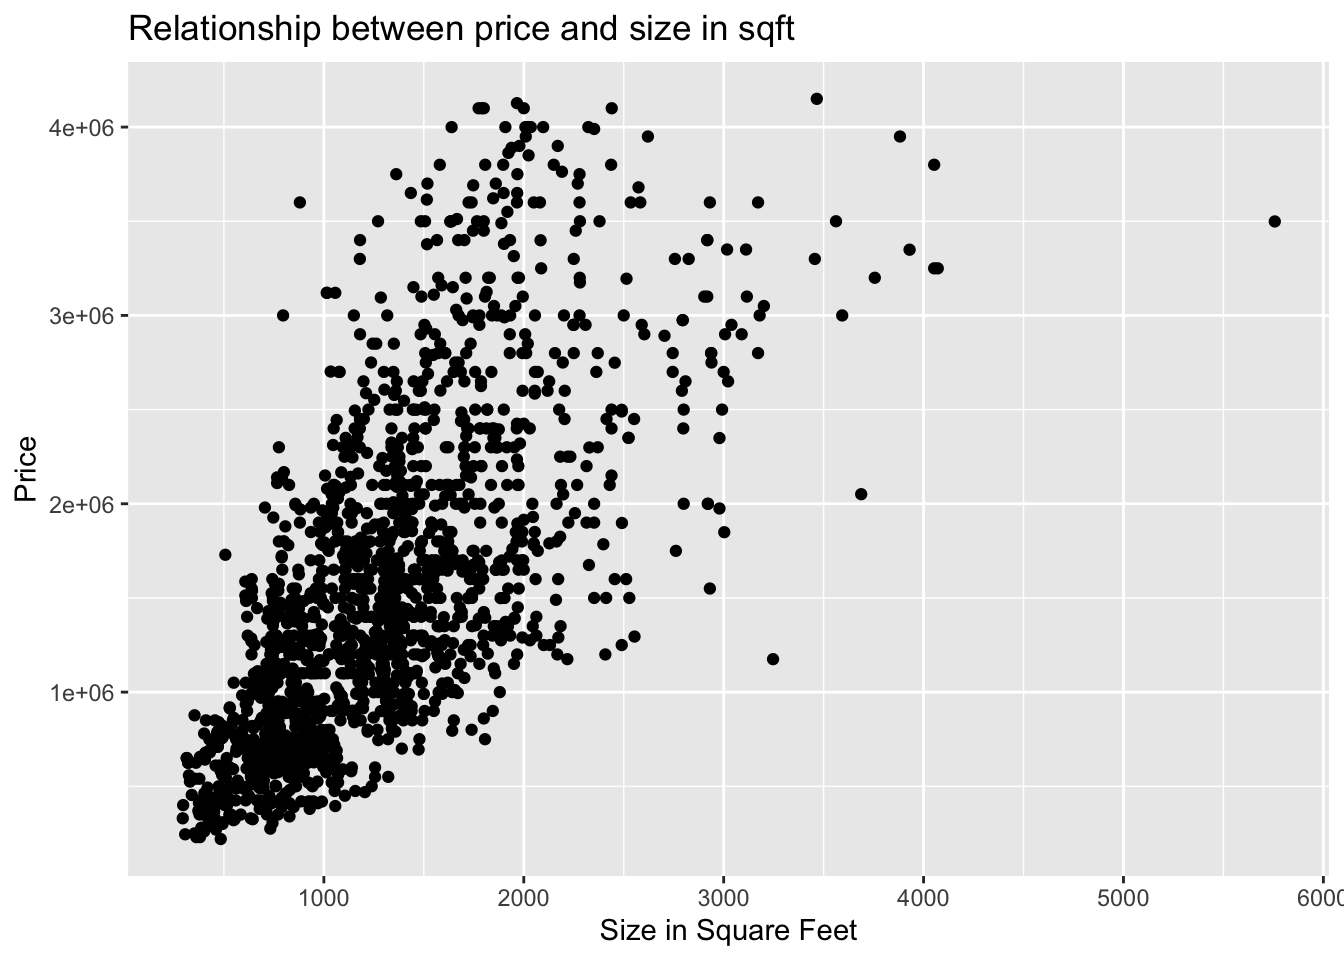 Relationship between price and size in sqft
4e+06
3e+06
2e+06
1e+06
Price
1000 2000 3000 4000 5000 6000
Size in Square Feet